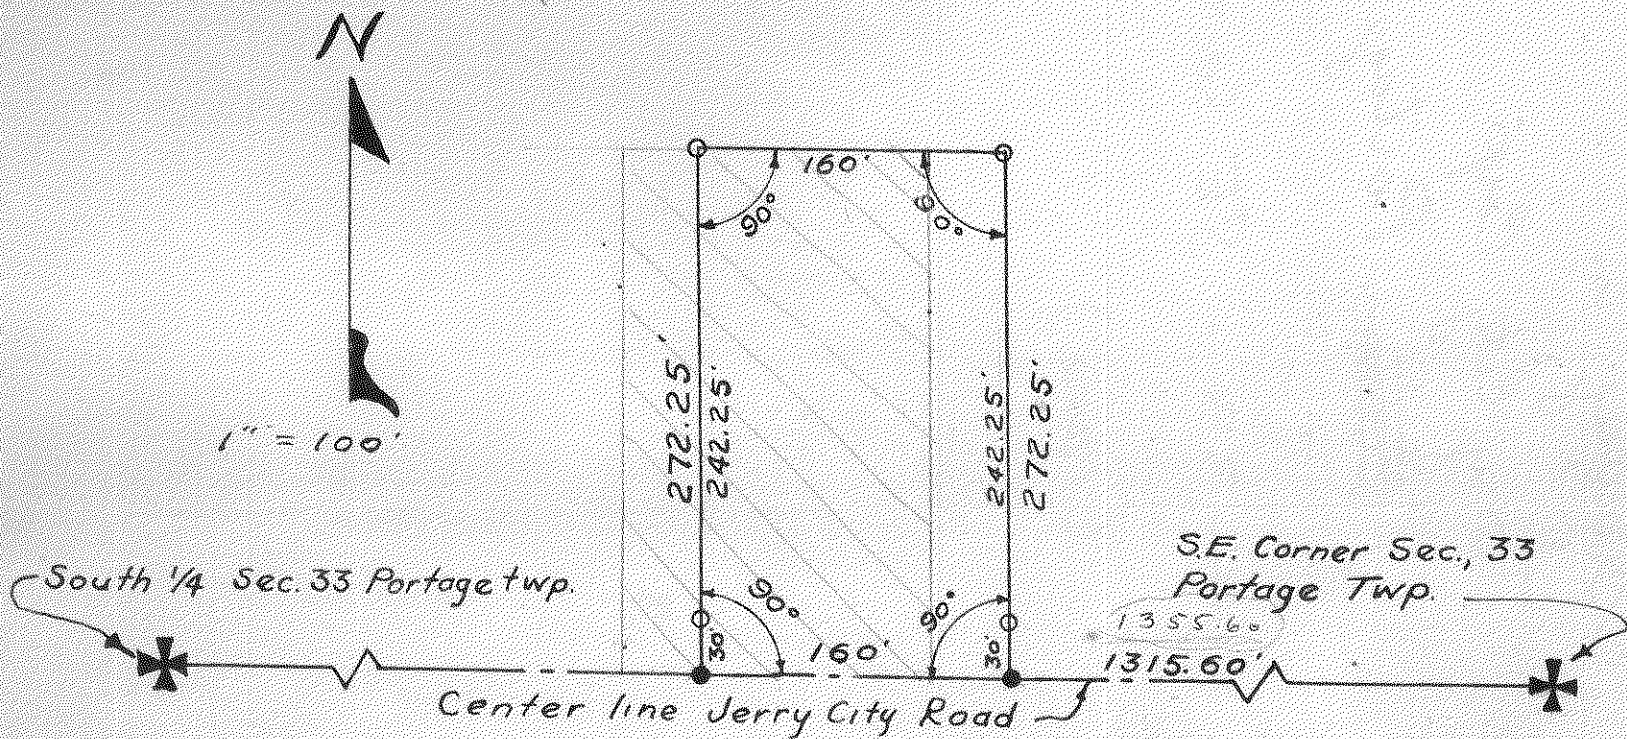 N
160'
90°
90°
272.25'
242.25'
242.25'
272.25'
1" = 100'
S.E. Corner Sec., 33
Portage Twp.
South 1/4 Sec. 33 Portage twp.
90°
90°
1355.60
30'
160'
30'
1315.60'
Center line Jerry City Road